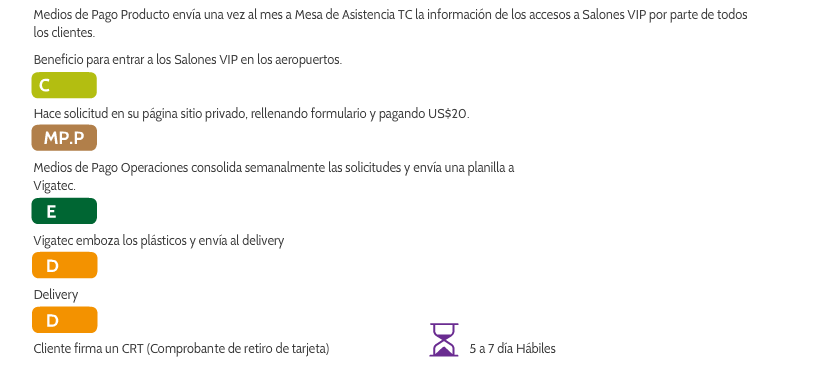 Medios de Pago Producto envía una vez al mes a Mesa de Asistencia TC la información de los accesos a Salones VIP por parte de todos
los clientes.
Beneficio para entrar a los Salones VIP en los aeropuertos.
C
Hace solicitud en su página sitio privado, rellenando formulario y pagando US$20.
MP.P
Medios de Pago Operaciones consolida semanalmente las solicitudes y envía una planilla a
Vigatec.
E
Vigatec emboza los plásticos y envía al delivery
D
Delivery
D
Cliente firma un CRT (Comprobante de retiro de tarjeta)
5 a 7 día Hábiles